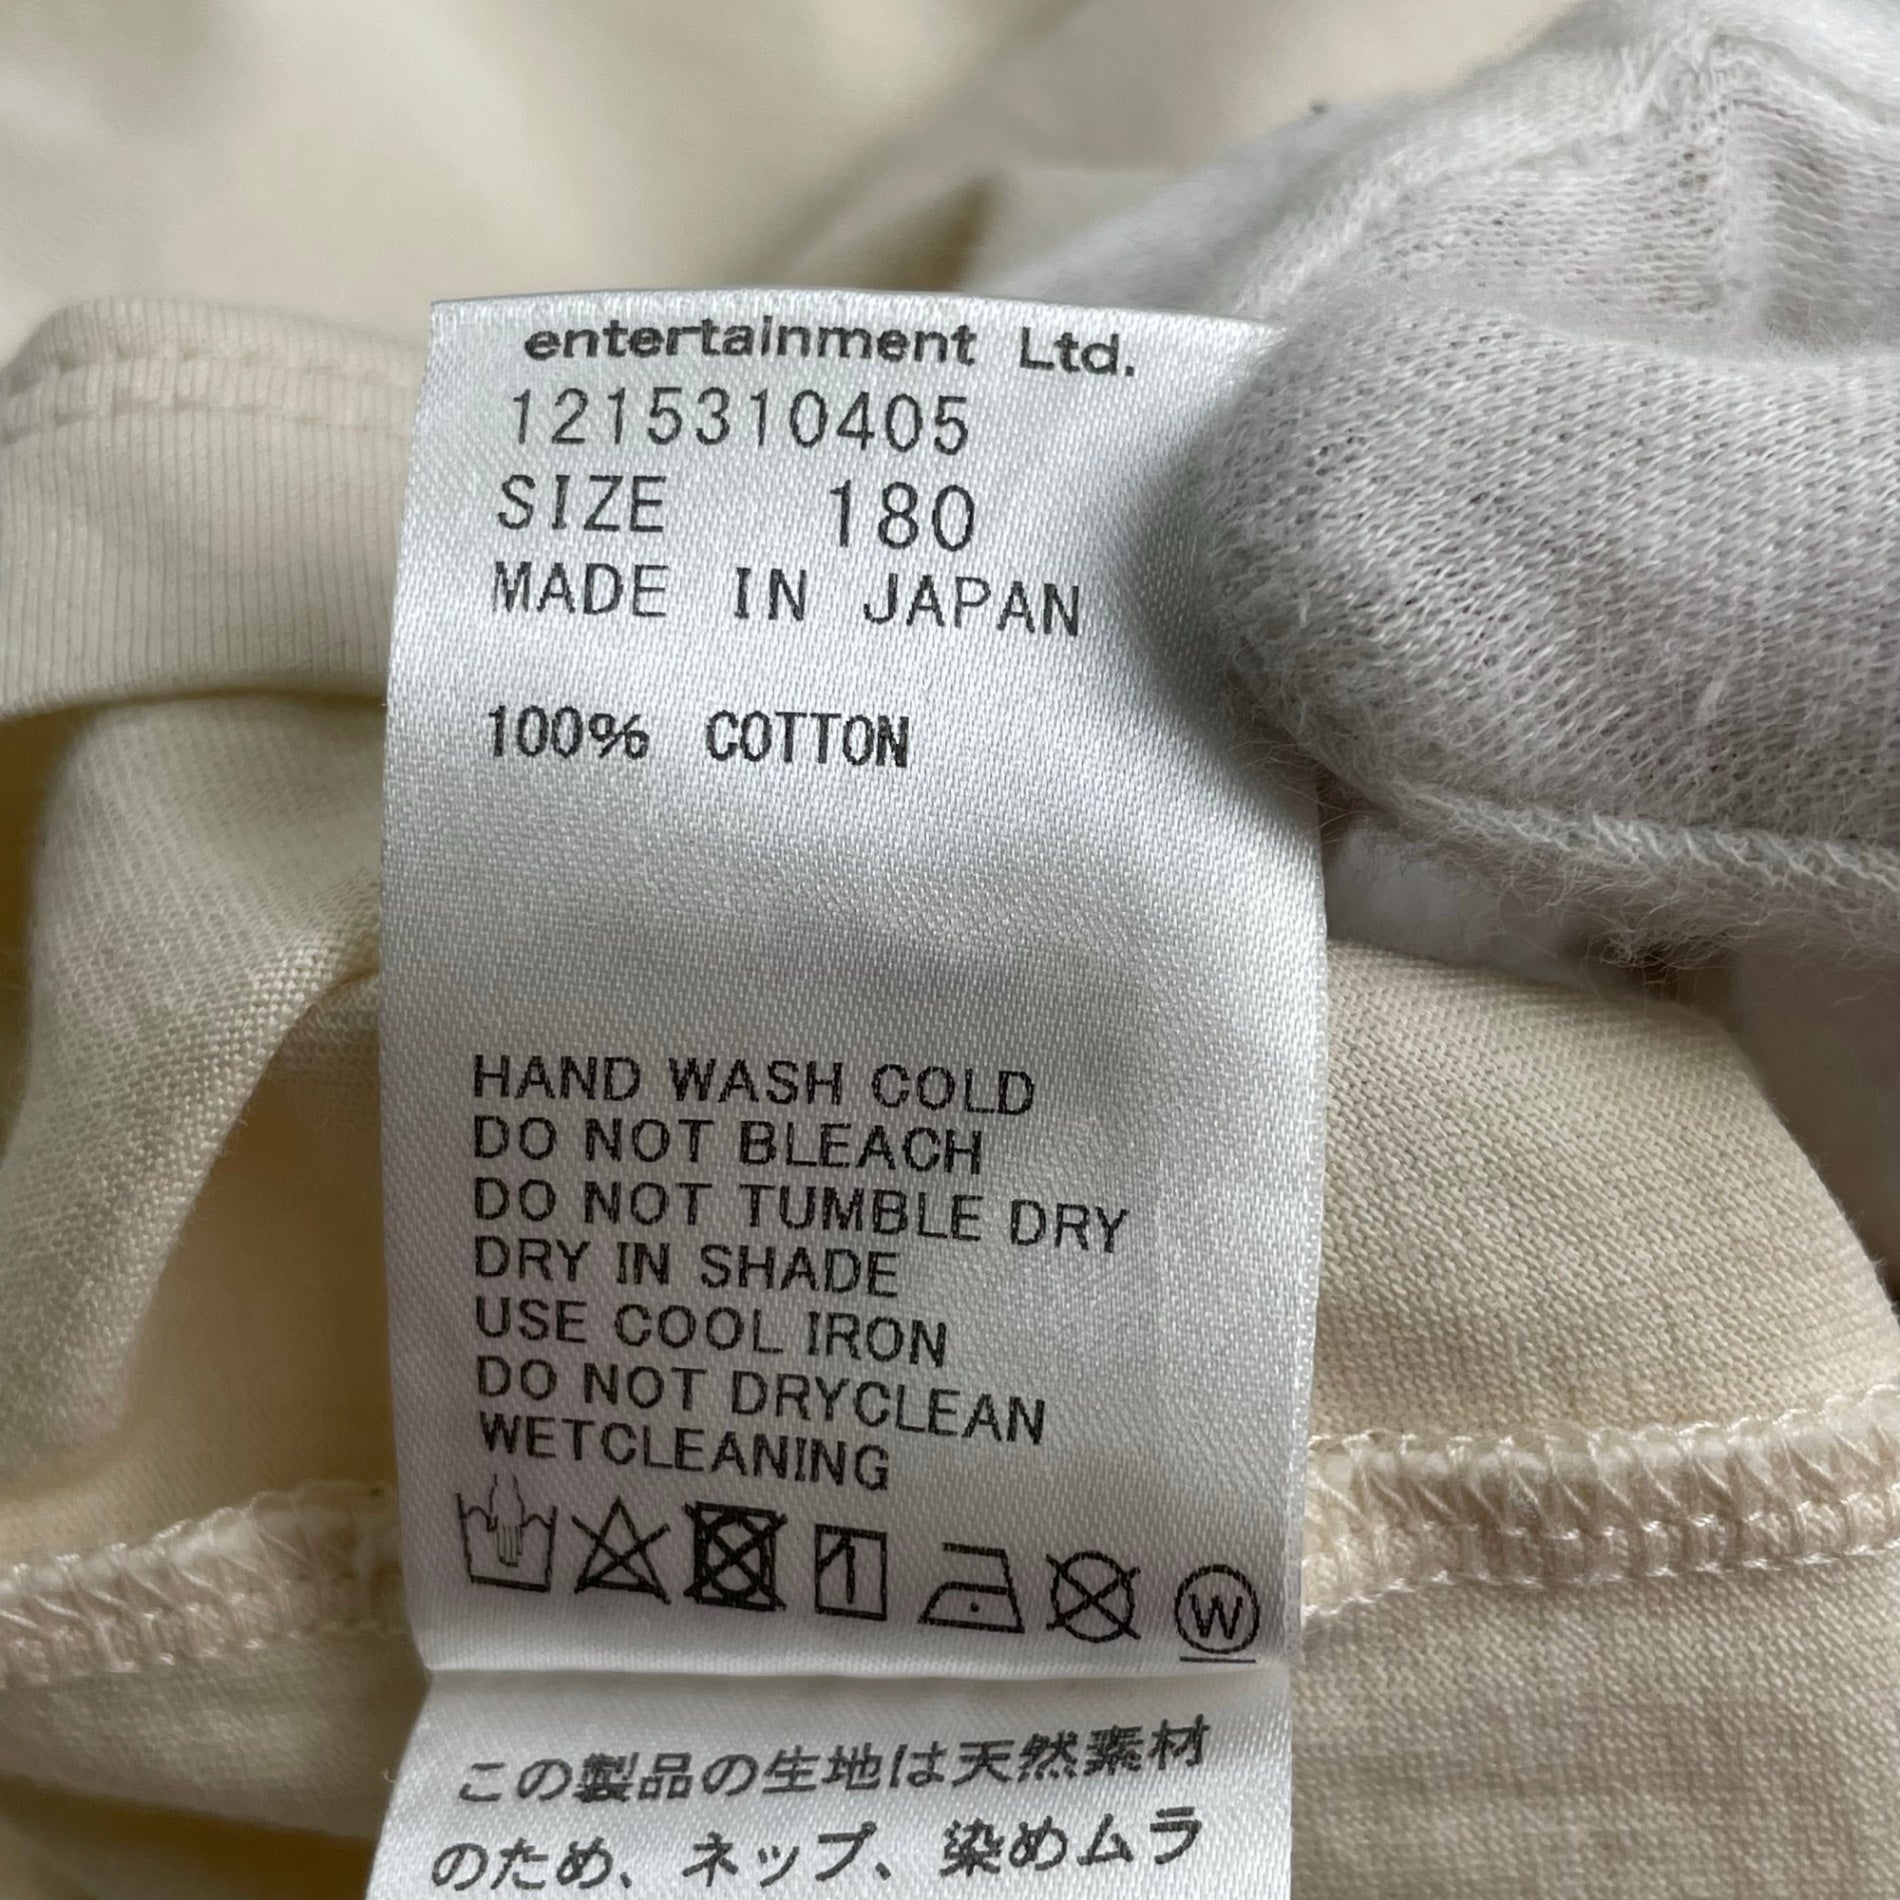 entertainment Ltd.
1215310405
SIZE 180
MADE IN JAPAN
100% COTTON
HAND WASH COLD
DO NOT BLEACH
DO NOT TUMBLE DRY
DRY IN SHADE
USE COOL IRON
DO NOT DRYCLEAN
WETCLEANING
W
この製品の生地は天然素材
のため、ネップ、染めムラ